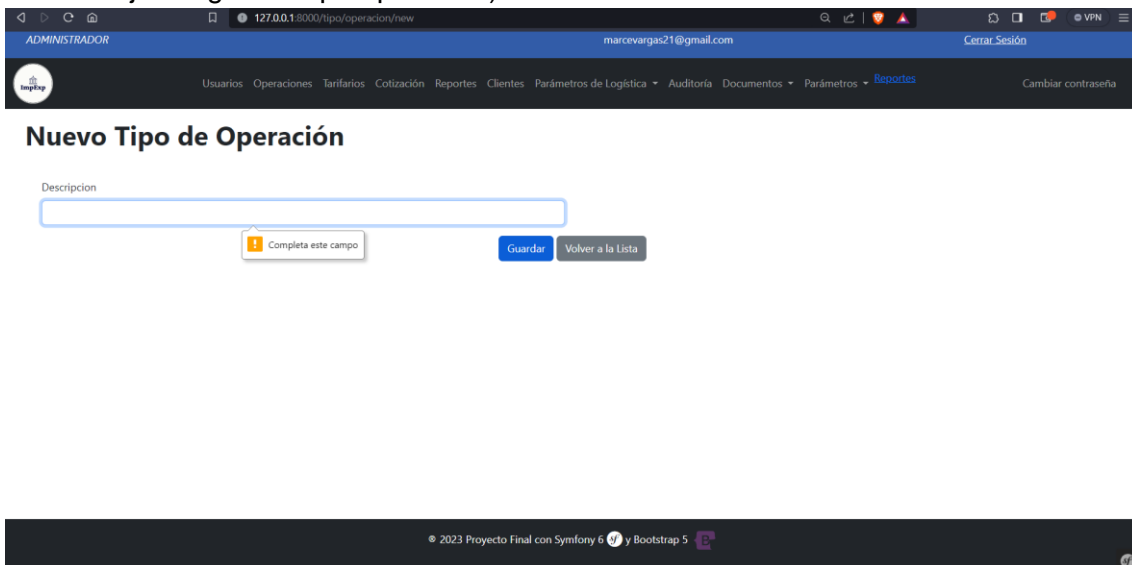 127.0.0.1:8000/tipo/operacion/new
VPN
ADMINISTRADOR marcevargas21@gmail.com Cerrar Sesión
ImpExp Usuarios Operaciones Tarifarios Cotización Reportes Clientes Parámetros de Logística Auditoría Documentos Parámetros Reportes Cambiar contraseña
Nuevo Tipo de Operación
Descripcion
Completa este campo
Guardar Volver a la Lista
© 2023 Proyecto Final con Symfony 6 sf y Bootstrap 5 B